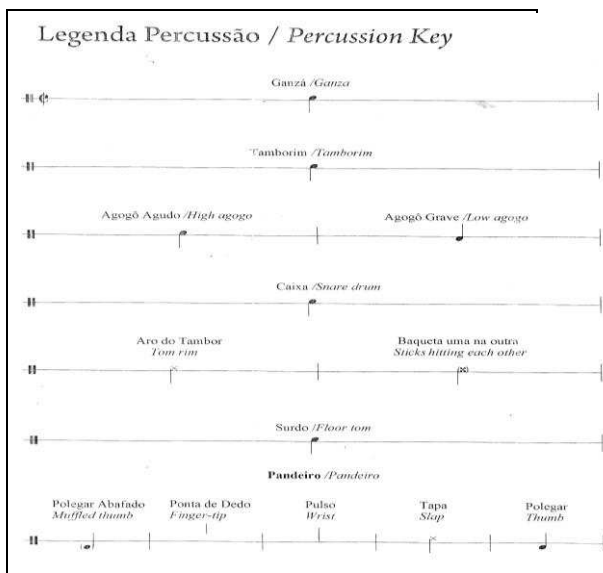 Legenda Percussão / Percussion Key
Ganzá /Ganza
Tamborim /Tamborim
Agogô Agudo /High agogo
Agogô Grave /Low agogo
Caixa /Snare drum
Aro do Tambor
Tom rim
Baqueta uma na outra
Sticks hitting each other
Surdo /Floor tom
Pandeiro /Pandeiro
Polegar Abafado
Muffled thumb
Ponta de Dedo
Finger-tip
Pulso
Wrist
Tapa
Slap
Polegar
Thumb